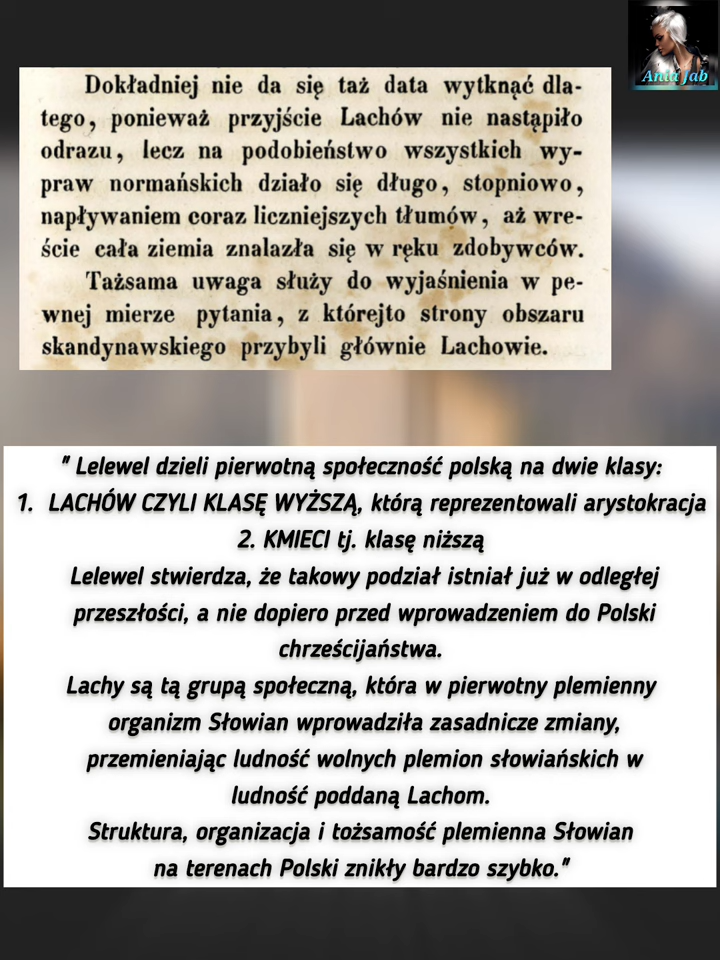 Ania Jab
Dokładniej nie da się taż data wytknąć dla-
tego, ponieważ przyjście Lachów nie nastąpiło
odrazu, lecz na podobieństwo wszystkich wy-
praw normańskich działo się długo, stopniowo,
napływaniem coraz liczniejszych tłumów, aż wre-
ście cała ziemia znalazła się w ręku zdobywców.
Tażsama uwaga służy do wyjaśnienia w pe-
wnej mierze pytania, z którejto strony obszaru
skandynawskiego przybyli głównie Lachowie.
" Lelewel dzieli pierwotną społeczność polską na dwie klasy:
1. LACHÓW CZYLI KLASĘ WYŻSZĄ, którą reprezentowali arystokracja
2. KMIECI tj. klasę niższą
Lelewel stwierdza, że takowy podział istniał już w odległej
przeszłości, a nie dopiero przed wprowadzeniem do Polski
chrześcijaństwa.
Lachy są tą grupą społeczną, która w pierwotny plemienny
organizm Słowian wprowadziła zasadnicze zmiany,
przemieniając ludność wolnych plemion słowiańskich w
ludność poddaną Lachom.
Struktura, organizacja i tożsamość plemienna Słowian
na terenach Polski znikły bardzo szybko."